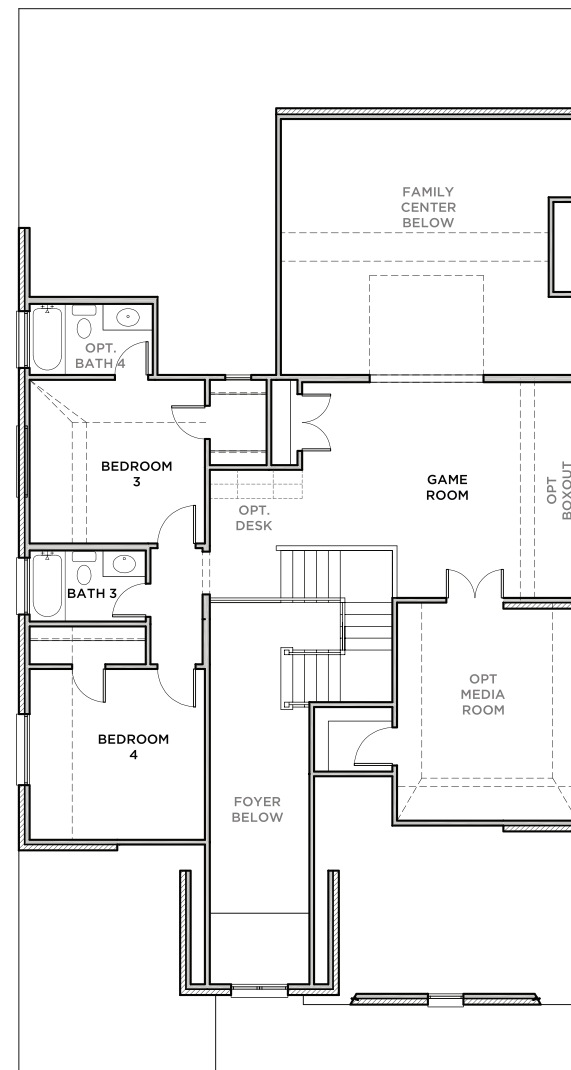 FAMILY
CENTER
BELOW
OPT.
BATH 4
BEDROOM
3
GAME
ROOM
OPT
BOXOUT
OPT.
DESK
BATH 3
OPT
MEDIA
ROOM
BEDROOM
4
FOYER
BELOW